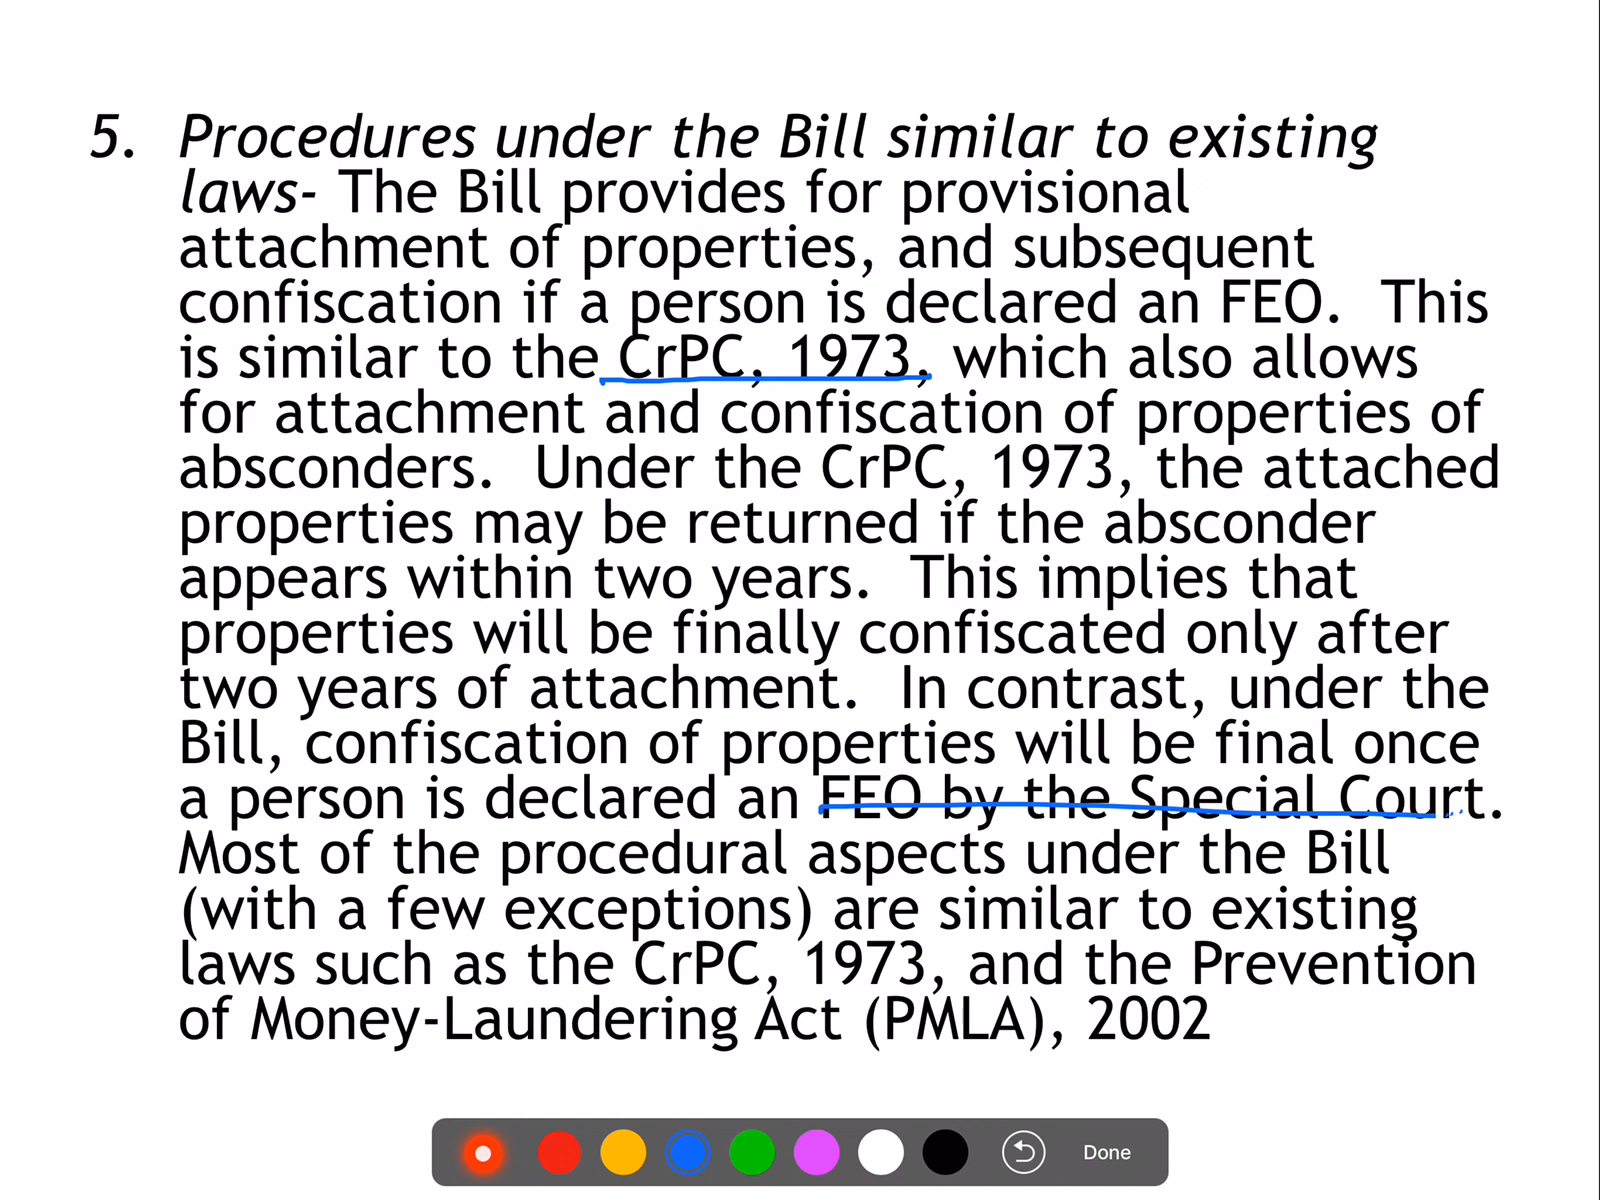 5. Procedures under the Bill similar to existing
laws- The Bill provides for provisional
attachment of properties, and subsequent
confiscation if a person is declared an FEO.  This
is similar to the CrPC, 1973, which also allows
for attachment and confiscation of properties of
absconders.  Under the CrPC, 1973, the attached
properties may be returned if the absconder
appears within two years.  This implies that
properties will be finally confiscated only after
two years of attachment.  In contrast, under the
Bill, confiscation of properties will be final once
a person is declared an FEO by the Special Court.
Most of the procedural aspects under the Bill
(with a few exceptions) are similar to existing
laws such as the CrPC, 1973, and the Prevention
of Money-Laundering Act (PMLA), 2002
Done